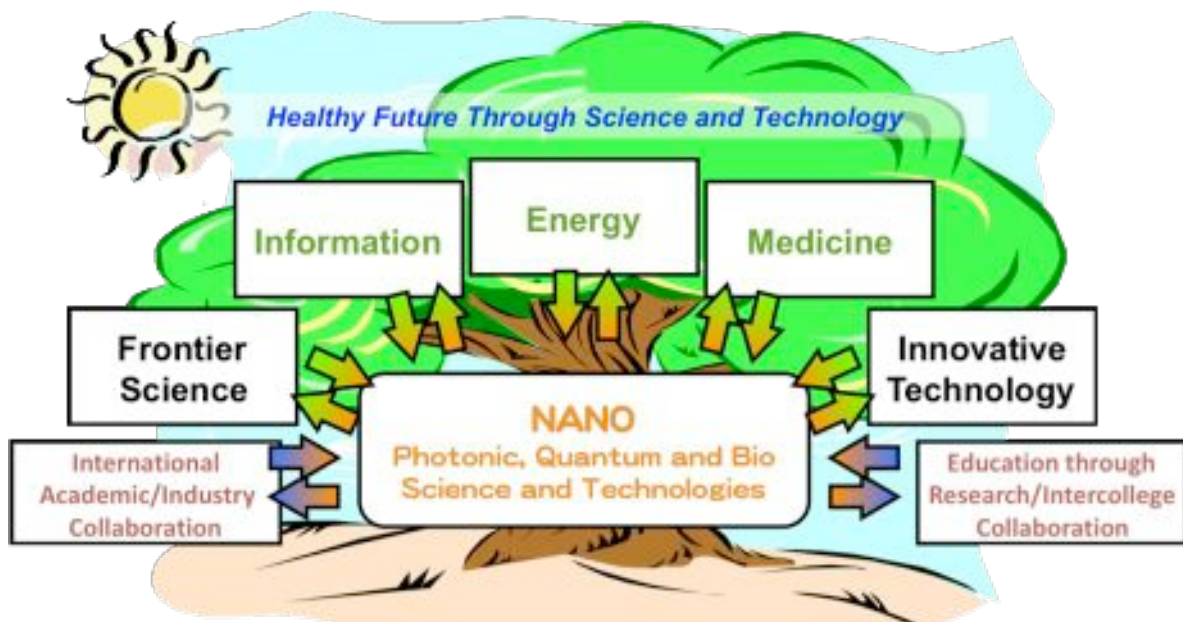 Healthy Future Through Science and Technology
Information
Energy
Medicine
Frontier
Science
Innovative
Technology
NANO
Photonic, Quantum and Bio
Science and Technologies
International
Academic/Industry
Collaboration
Education through
Research/Intercollege
Collaboration